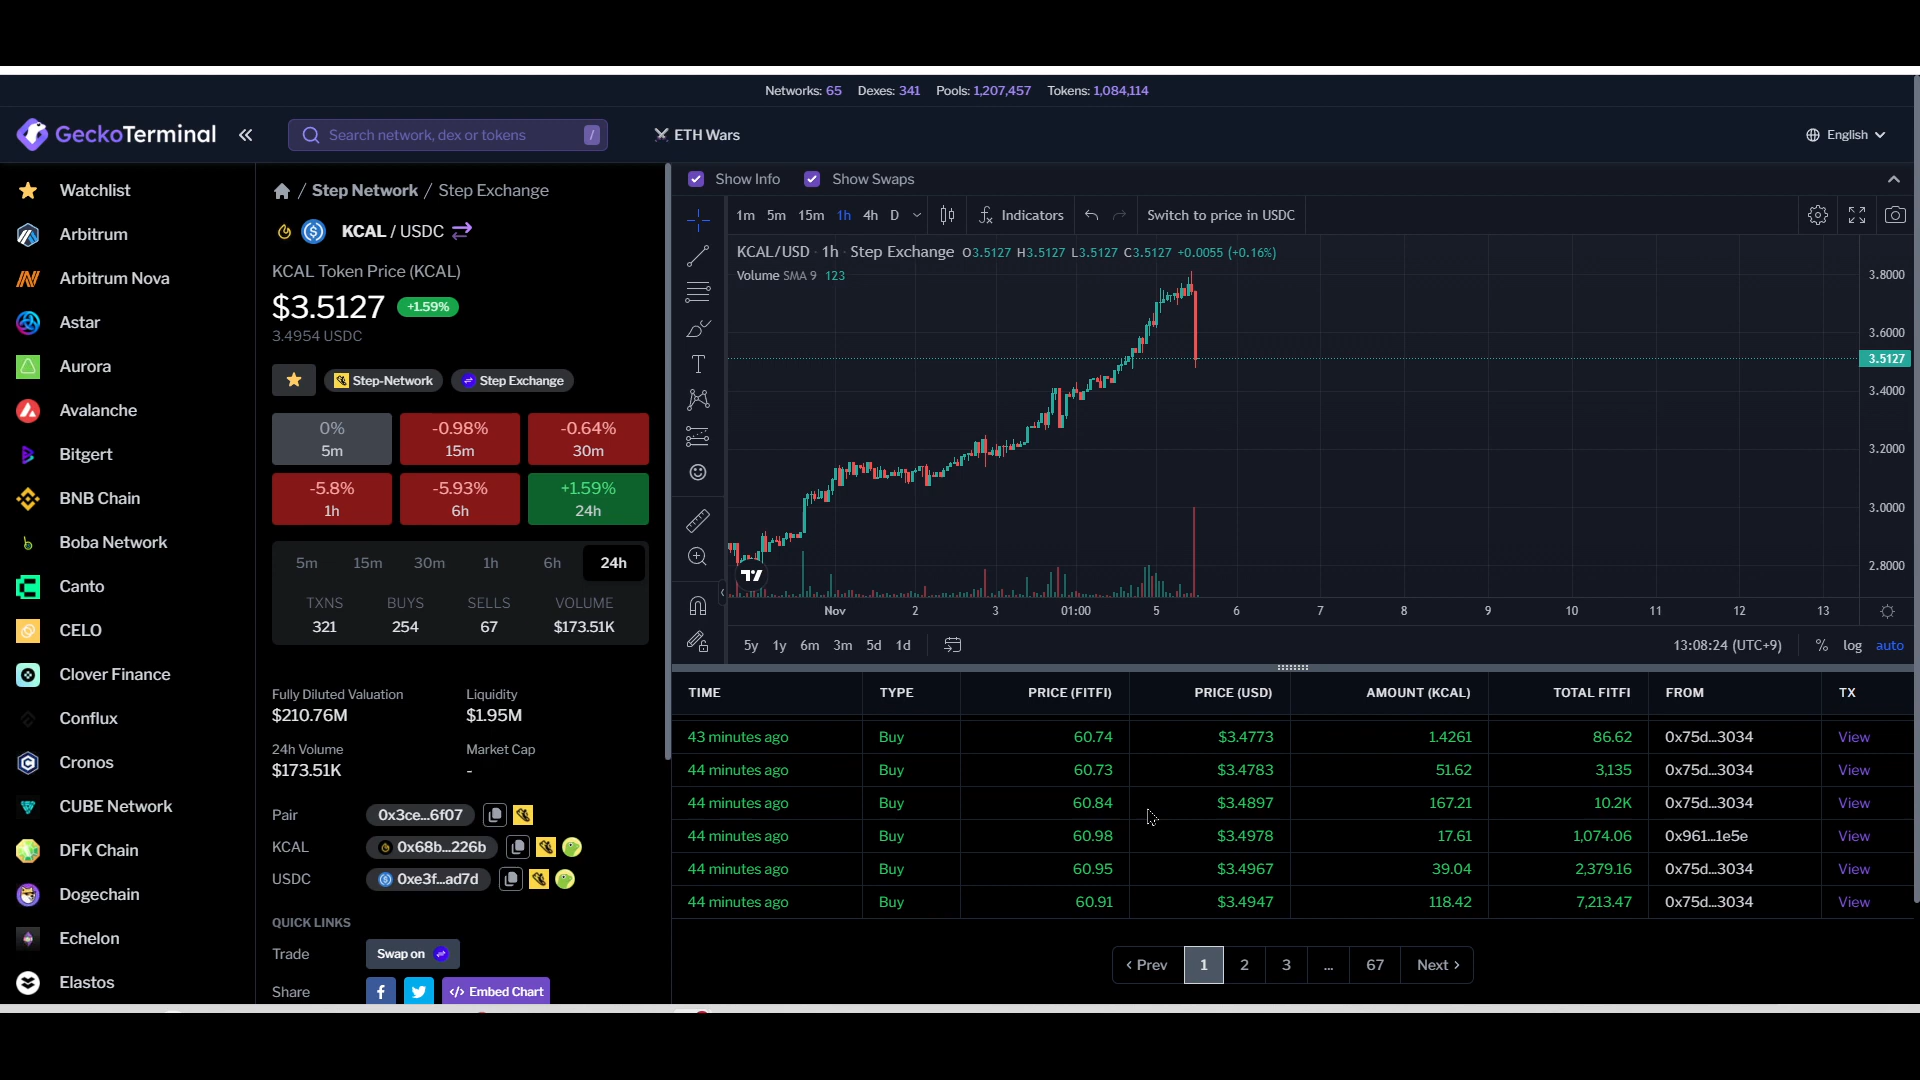 Networks: 65 Dexes: 341 Pools: 1,207,457 Tokens: 1,084,114
GeckoTerminal
Search network, dex or tokens /
ETH Wars
English
Watchlist
Arbitrum
Arbitrum Nova
Astar
Aurora
Avalanche
Bitgert
BNB Chain
Boba Network
Canto
CELO
Clover Finance
Conflux
Cronos
CUBE Network
DFK Chain
Dogechain
Echelon
Elastos
/ Step Network / Step Exchange
KCAL / USDC
KCAL Token Price (KCAL)
$3.5127 +1.59%
3.4954 USDC
Step-Network Step Exchange
0% -0.98% -0.64%
5m 15m 30m
-5.8% -5.93% +1.59%
1h 6h 24h
5m 15m 30m 1h 6h 24h
TXNS BUYS SELLS VOLUME
321 254 67 $173.51K
Fully Diluted Valuation Liquidity
$210.76M $1.95M
24h Volume Market Cap
$173.51K -
Pair 0x3ce...6f07
KCAL 0x68b...226b
USDC 0xe3f...ad7d
QUICK LINKS
Trade Swap on
Share Embed Chart
Show Info Show Swaps
1m 5m 15m 1h 4h D Indicators Switch to price in USDC
KCAL/USD · 1h · Step Exchange O3.5127 H3.5127 L3.5127 C3.5127 +0.0055 (+0.16%)
Volume SMA 9 123
3.8000
3.6000
3.5127
3.4000
3.2000
3.0000
2.8000
Nov 2 3 01:00 5 6 7 8 9 10 11 12 13
5y 1y 6m 3m 5d 1d 13:08:24 (UTC+9) % log auto
TIME TYPE PRICE (FITFI) PRICE (USD) AMOUNT (KCAL) TOTAL FITFI FROM TX
43 minutes ago Buy 60.74 $3.4773 1.4261 86.62 0x75d...3034 View
44 minutes ago Buy 60.73 $3.4783 51.62 3,135 0x75d...3034 View
44 minutes ago Buy 60.84 $3.4897 167.21 10.2K 0x75d...3034 View
44 minutes ago Buy 60.98 $3.4978 17.61 1,074.06 0x961...1e5e View
44 minutes ago Buy 60.95 $3.4967 39.04 2,379.16 0x75d...3034 View
44 minutes ago Buy 60.91 $3.4947 118.42 7,213.47 0x75d...3034 View
‹ Prev 1 2 3 ... 67 Next ›